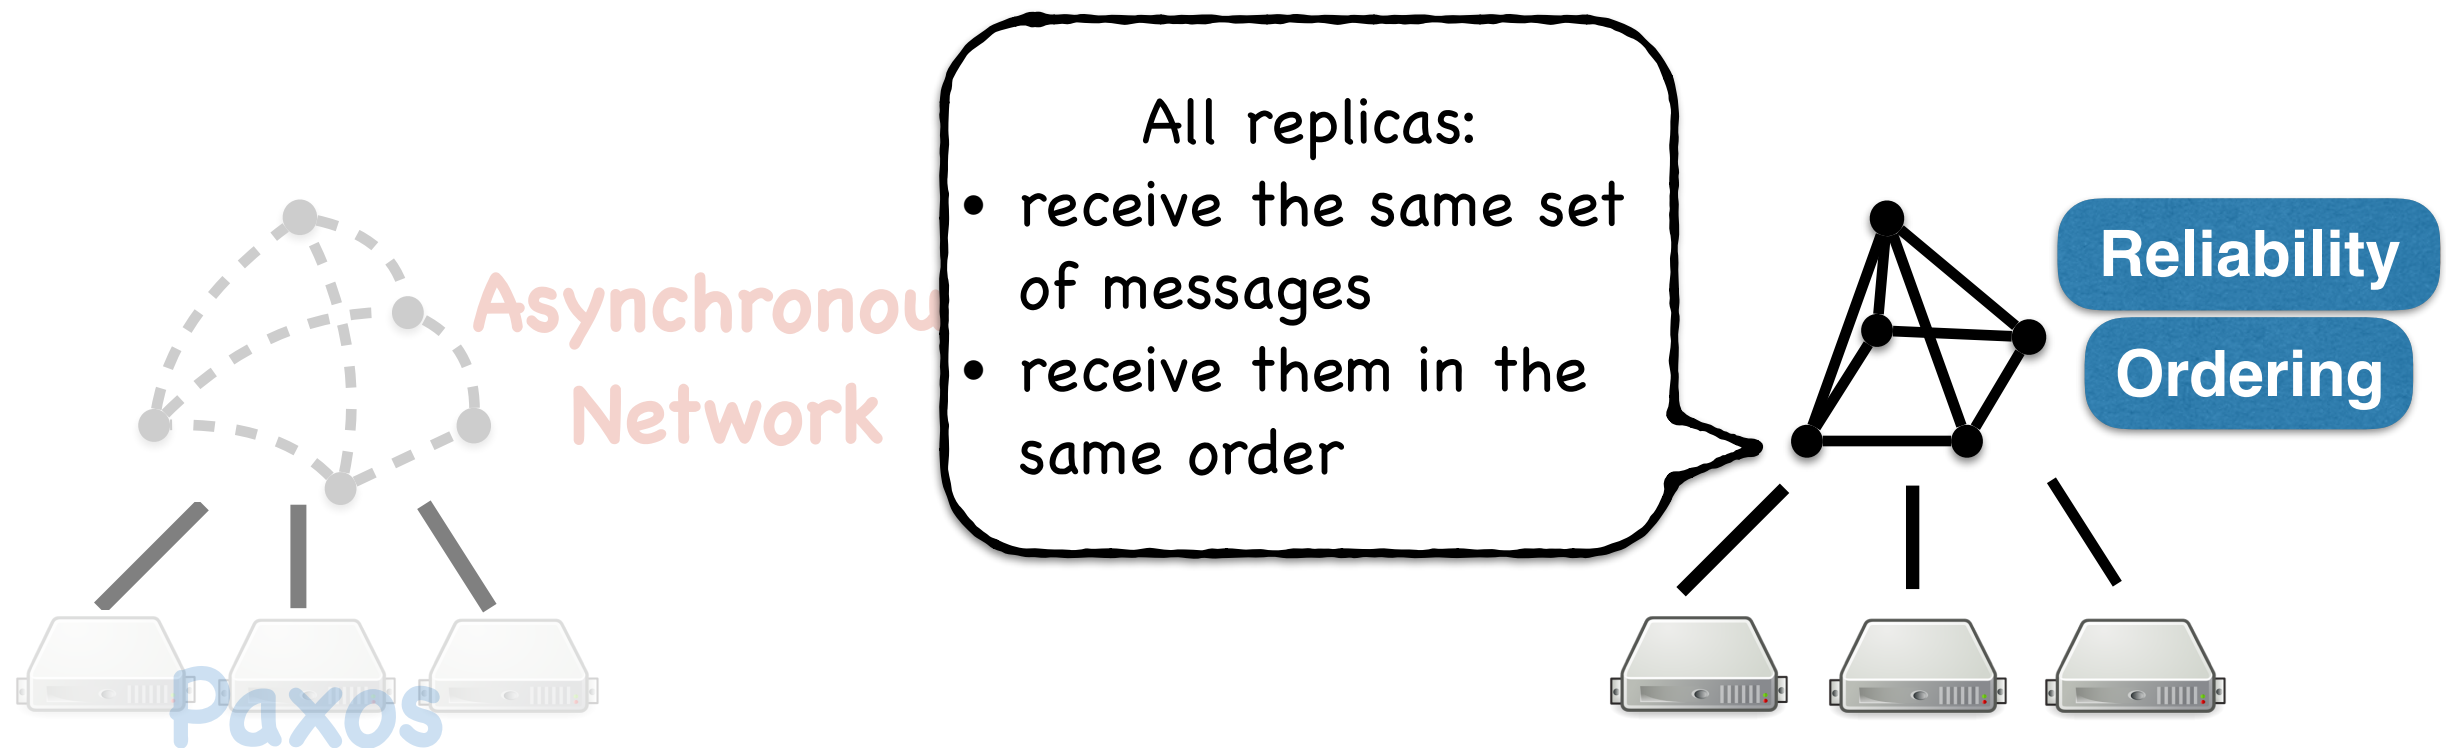 Asynchronou
Network
Paxos
All replicas:
• receive the same set
of messages
• receive them in the
same order
Reliability
Ordering